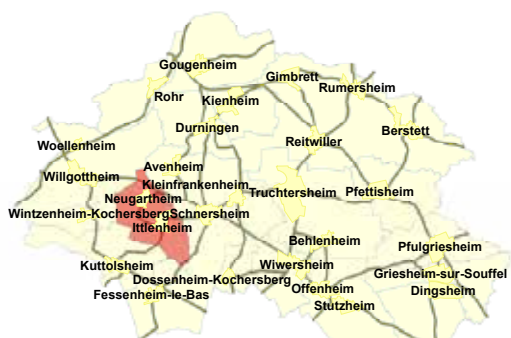 Gougenheim
Gimbrett
Rohr
Kienheim
Rumersheim
Durningen
Berstett
Reitwiller
Woellenheim
Avenheim
Willgottheim
Kleinfrankenheim
Truchtersheim
Pfettisheim
Neugartheim
Wintzenheim-Kochersberg
Schnersheim
Ittlenheim
Behlenheim
Pfulgriesheim
Kuttolsheim
Wiwersheim
Griesheim-sur-Souffel
Dossenheim-Kochersberg
Offenheim
Dingsheim
Fessenheim-le-Bas
Stutzheim